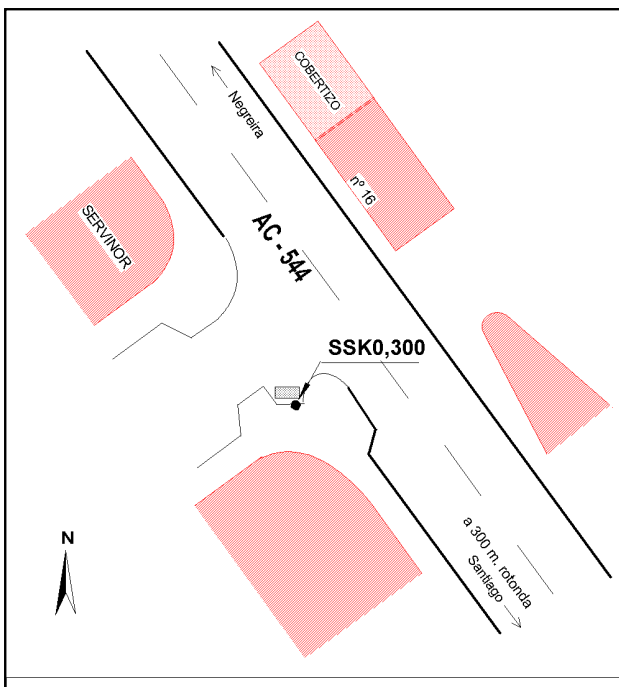 COBERTIZO
Negreira
nº 16
SERVINOR
AC - 544
SSK0,300
N
a 300 m. rotonda
Santiago